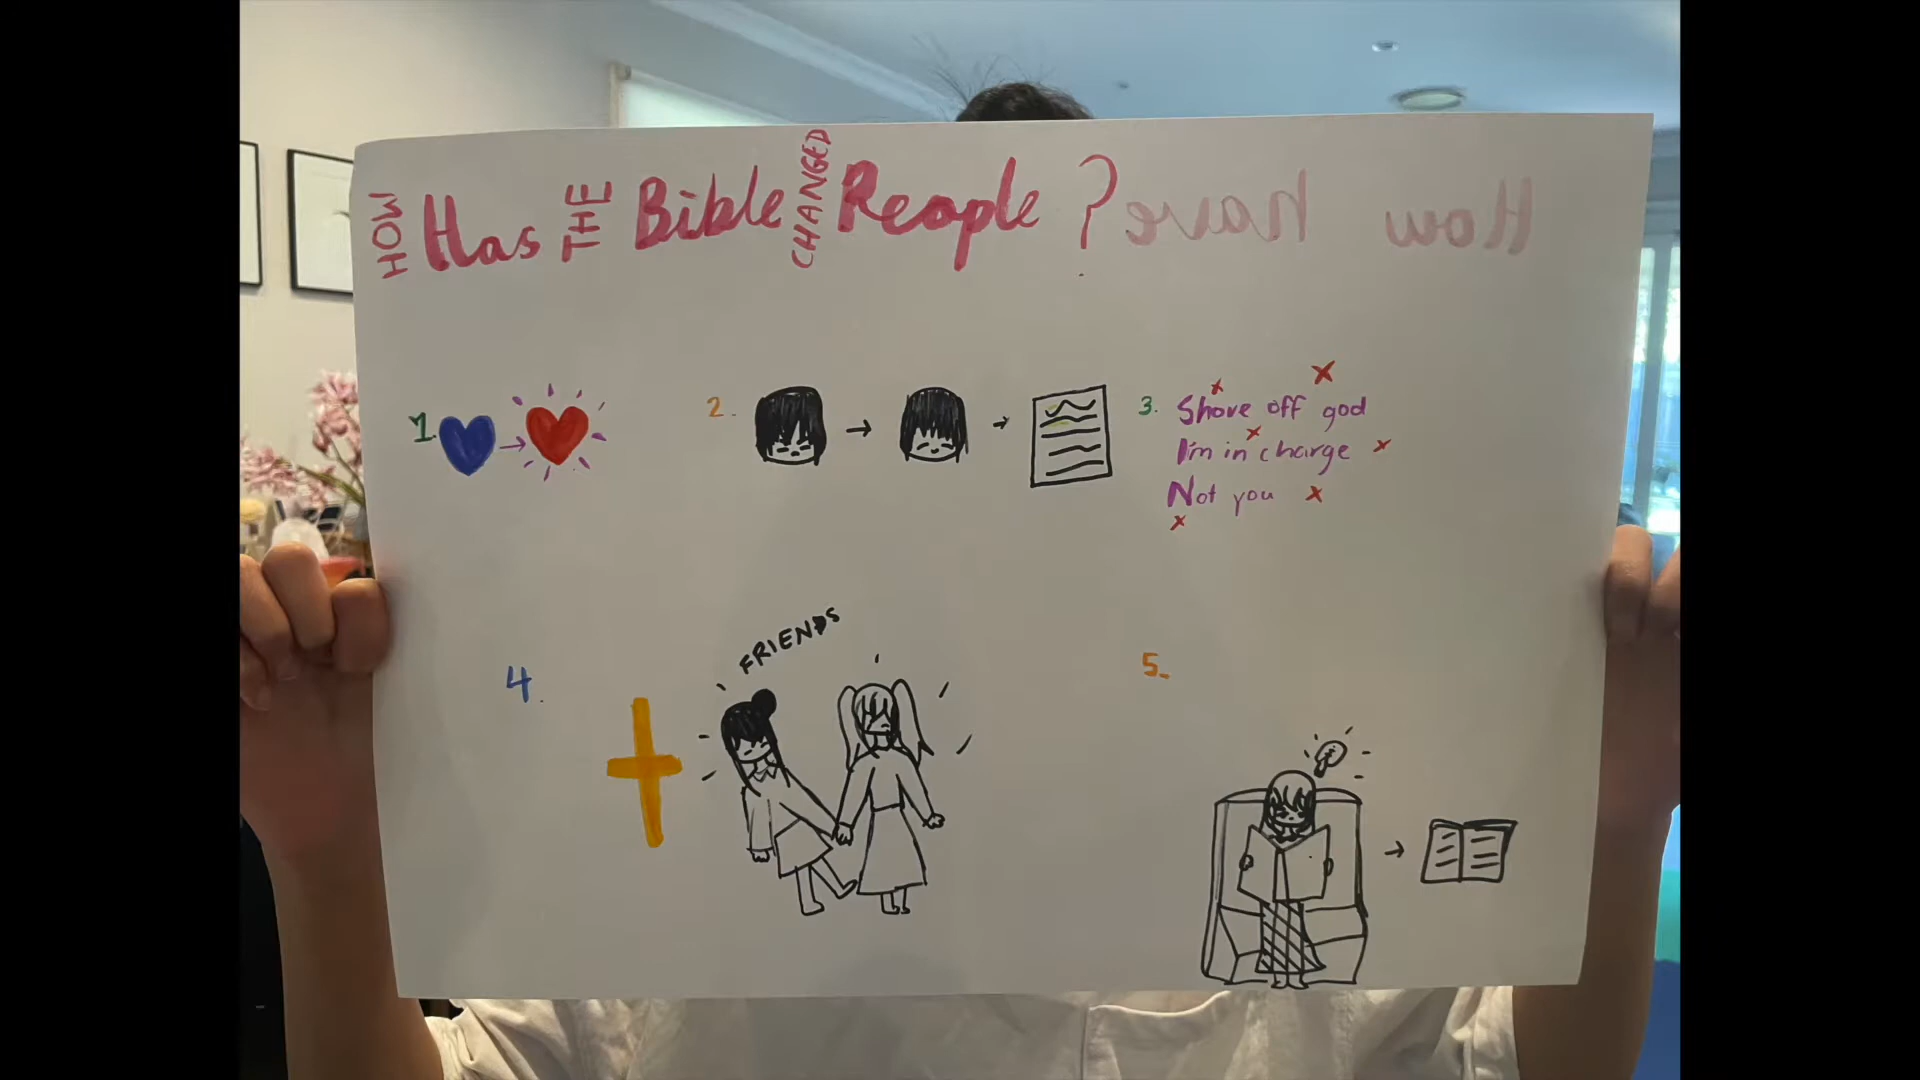 HOW Has THE Bible CHANGED People ?
How have
1.
2.
3. Shove off god
I'm in charge
Not you
4.
FRIENDS
5.